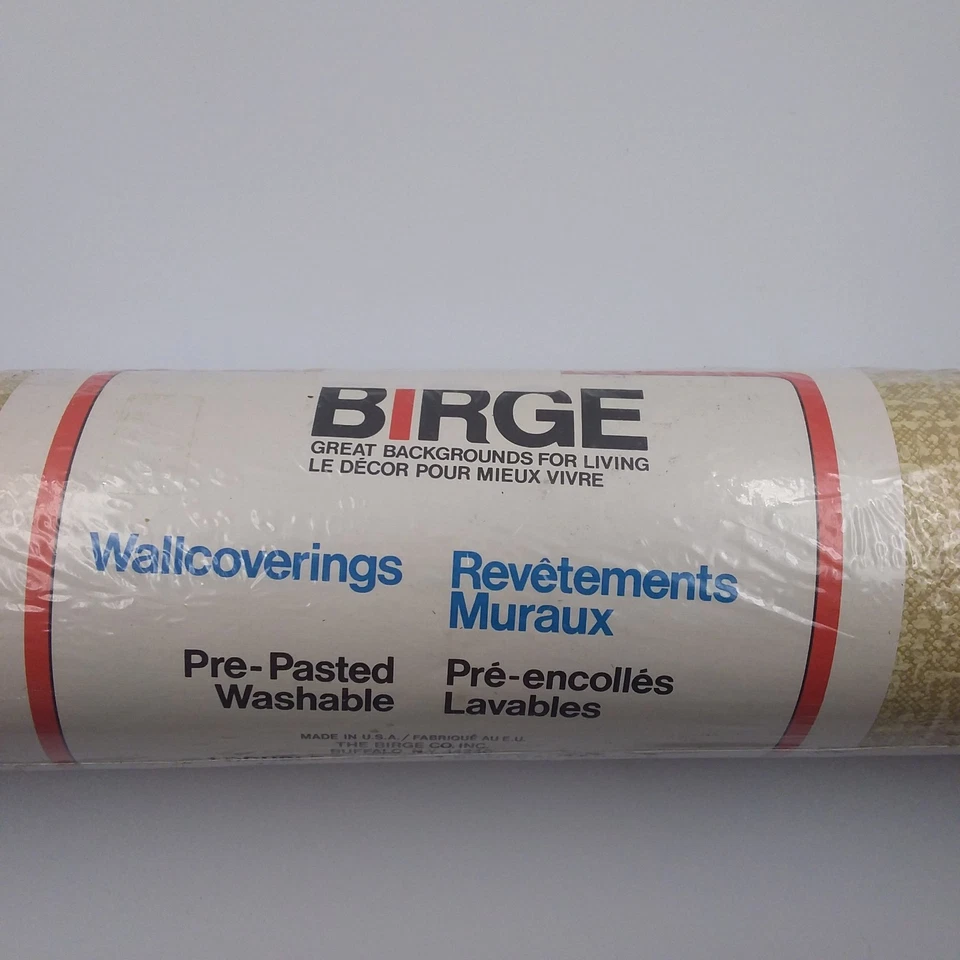 BIRGE
GREAT BACKGROUNDS FOR LIVING
LE DÉCOR POUR MIEUX VIVRE
Wallcoverings
Revêtements
Muraux
Pre-Pasted
Washable
Pré-encollés
Lavables
MADE IN U.S.A./FABRIQUÉ AU E.U.
THE BIRGE CO. INC.
BUFFALO, N.Y.